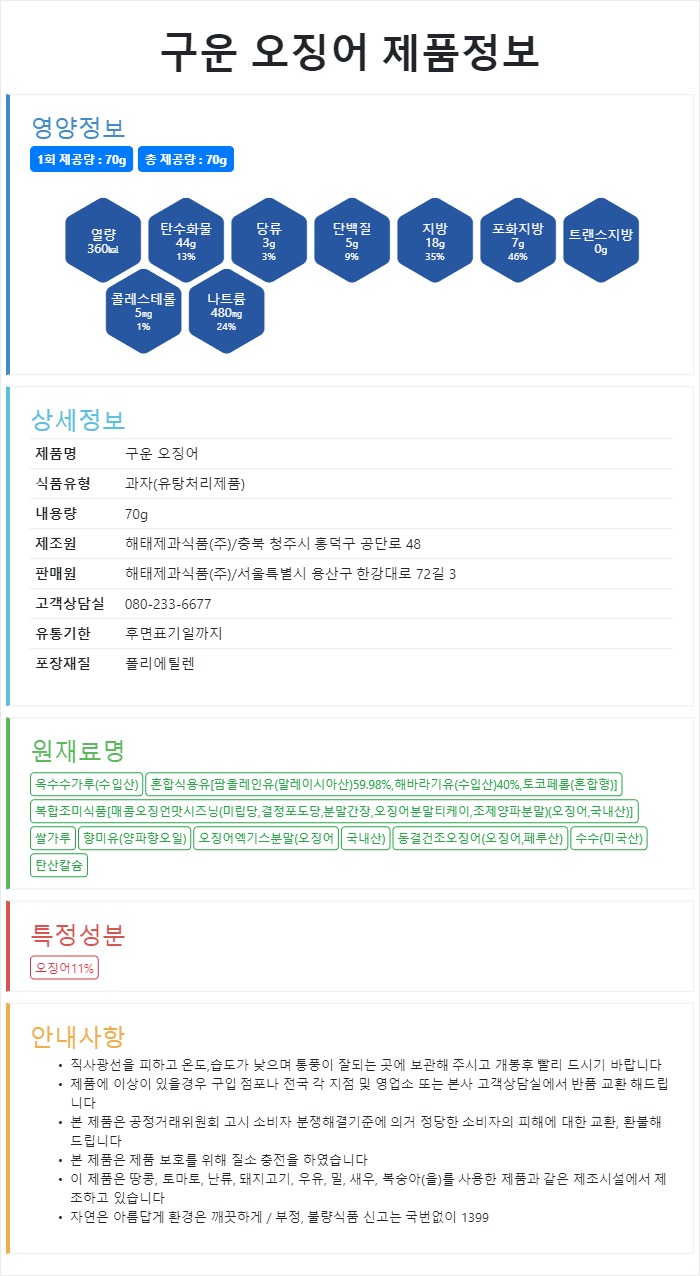 구운 오징어 제품정보
영양정보
1회 제공량 : 70g 총 제공량 : 70g
열량 360㎉
탄수화물 44g 13%
당류 3g 3%
단백질 5g 9%
지방 18g 35%
포화지방 7g 46%
트랜스지방 0g
콜레스테롤 5㎎ 1%
나트륨 480㎎ 24%
상세정보
제품명 구운 오징어
식품유형 과자(유탕처리제품)
내용량 70g
제조원 해태제과식품(주)/충북 청주시 흥덕구 공단로 48
판매원 해태제과식품(주)/서울특별시 용산구 한강대로 72길 3
고객상담실 080-233-6677
유통기한 후면표기일까지
포장재질 폴리에틸렌
원재료명
옥수수가루(수입산) 혼합식용유[팜올레인유(말레이시아산)59.98%,해바라기유(수입산)40%,토코페롤(혼합형)]
복합조미식품[매콤오징언맛시즈닝(미립당,결정포도당,분말간장,오징어분말티케이,조제양파분말)(오징어,국내산)]
쌀가루 향미유(양파향오일) 오징어엑기스분말(오징어 국내산) 동결건조오징어(오징어,페루산) 수수(미국산)
탄산칼슘
특정성분
오징어11%
안내사항
• 직사광선을 피하고 온도,습도가 낮으며 통풍이 잘되는 곳에 보관해 주시고 개봉후 빨리 드시기 바랍니다
• 제품에 이상이 있을경우 구입 점포나 전국 각 지점 및 영업소 또는 본사 고객상담실에서 반품 교환 해드립
니다
• 본 제품은 공정거래위원회 고시 소비자 분쟁해결기준에 의거 정당한 소비자의 피해에 대한 교환, 환불해
드립니다
• 본 제품은 제품 보호를 위해 질소 충전을 하였습니다
• 이 제품은 땅콩, 토마토, 난류, 돼지고기, 우유, 밀, 새우, 복숭아(을)를 사용한 제품과 같은 제조시설에서 제
조하고 있습니다
• 자연은 아름답게 환경은 깨끗하게 / 부정, 불량식품 신고는 국번없이 1399